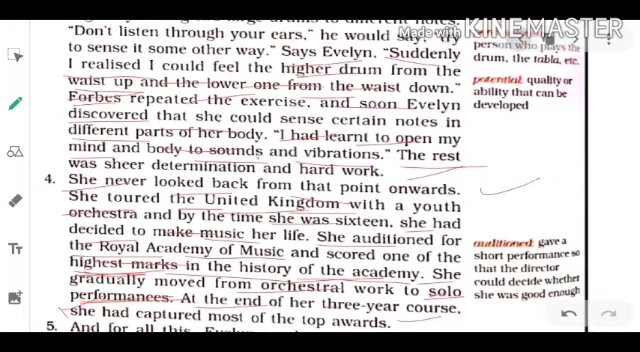 "Don't listen through your ears," he would say, "try
to sense it some other way." Says Evelyn, "Suddenly
I realised I could feel the higher drum from the
waist up and the lower one from the waist down."
Forbes repeated the exercise, and soon Evelyn
discovered that she could sense certain notes in
different parts of her body. "I had learnt to open my
mind and body to sounds and vibrations." The rest
was sheer determination and hard work.
4. She never looked back from that point onwards.
She toured the United Kingdom with a youth
orchestra and by the time she was sixteen, she had
decided to make music her life. She auditioned for
the Royal Academy of Music and scored one of the
highest marks in the history of the academy. She
gradually moved from orchestral work to solo
performances. At the end of her three-year course,
she had captured most of the top awards.
5. And for all this, Evelyn
Made with KINEMASTER
person who plays the
drum, the tabla, etc.
potential: quality or
ability that can be
developed
auditioned: gave a
short performance so
that the director
could decide whether
she was good enough
Tт